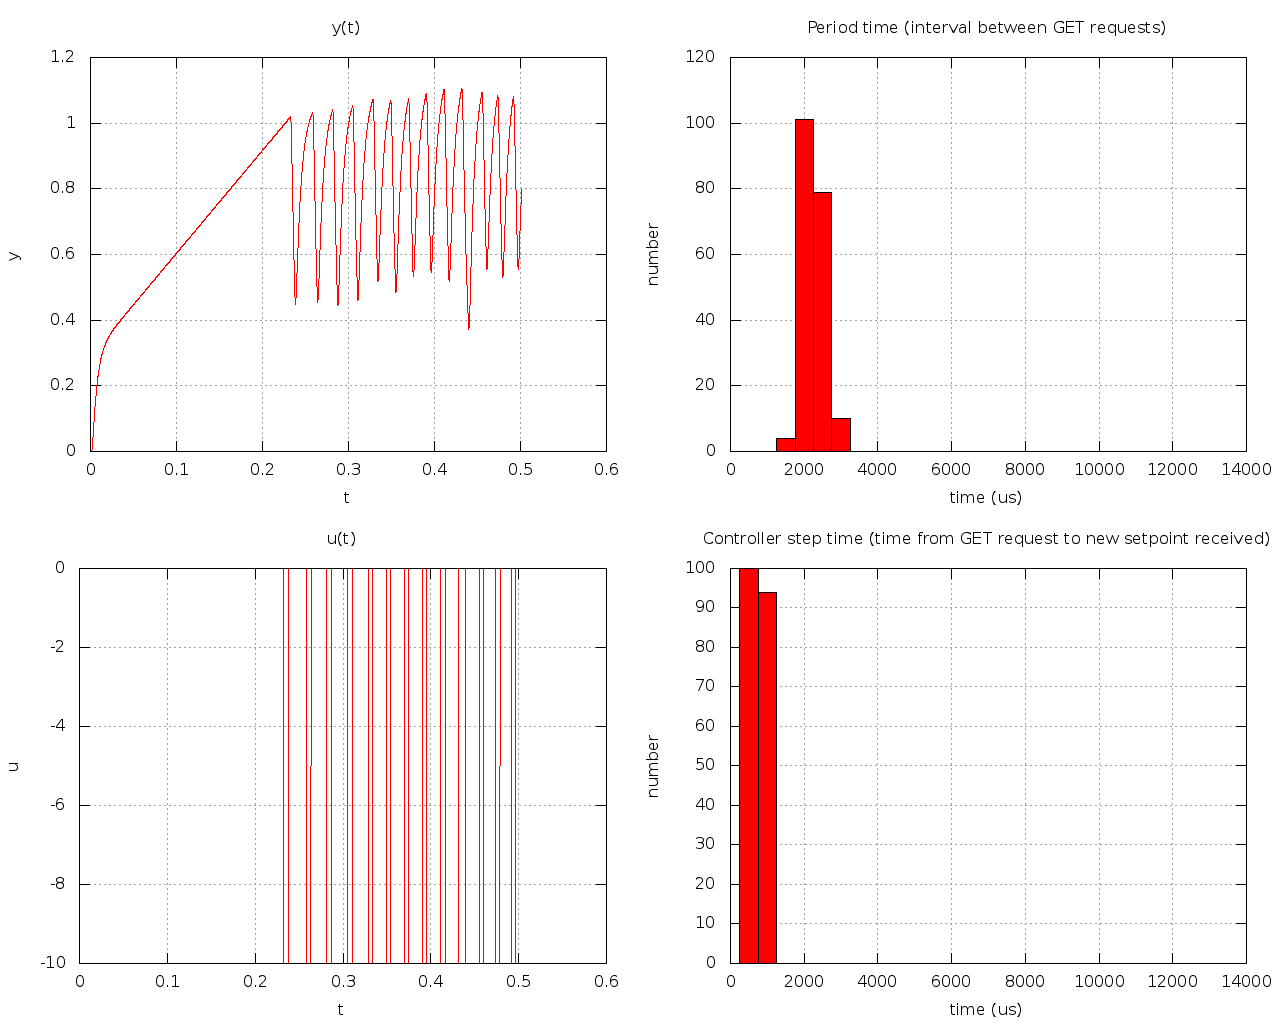 y(t)
1.2
1
0.8
0.6
0.4
0.2
0
y
0 0.1 0.2 0.3 0.4 0.5 0.6
t
Period time (interval between GET requests)
120
100
80
60
40
20
0
number
0 2000 4000 6000 8000 10000 12000 14000
time (us)
u(t)
0
-2
-4
-6
-8
-10
u
0 0.1 0.2 0.3 0.4 0.5 0.6
t
Controller step time (time from GET request to new setpoint received)
100
90
80
70
60
50
40
30
20
10
0
number
0 2000 4000 6000 8000 10000 12000 14000
time (us)